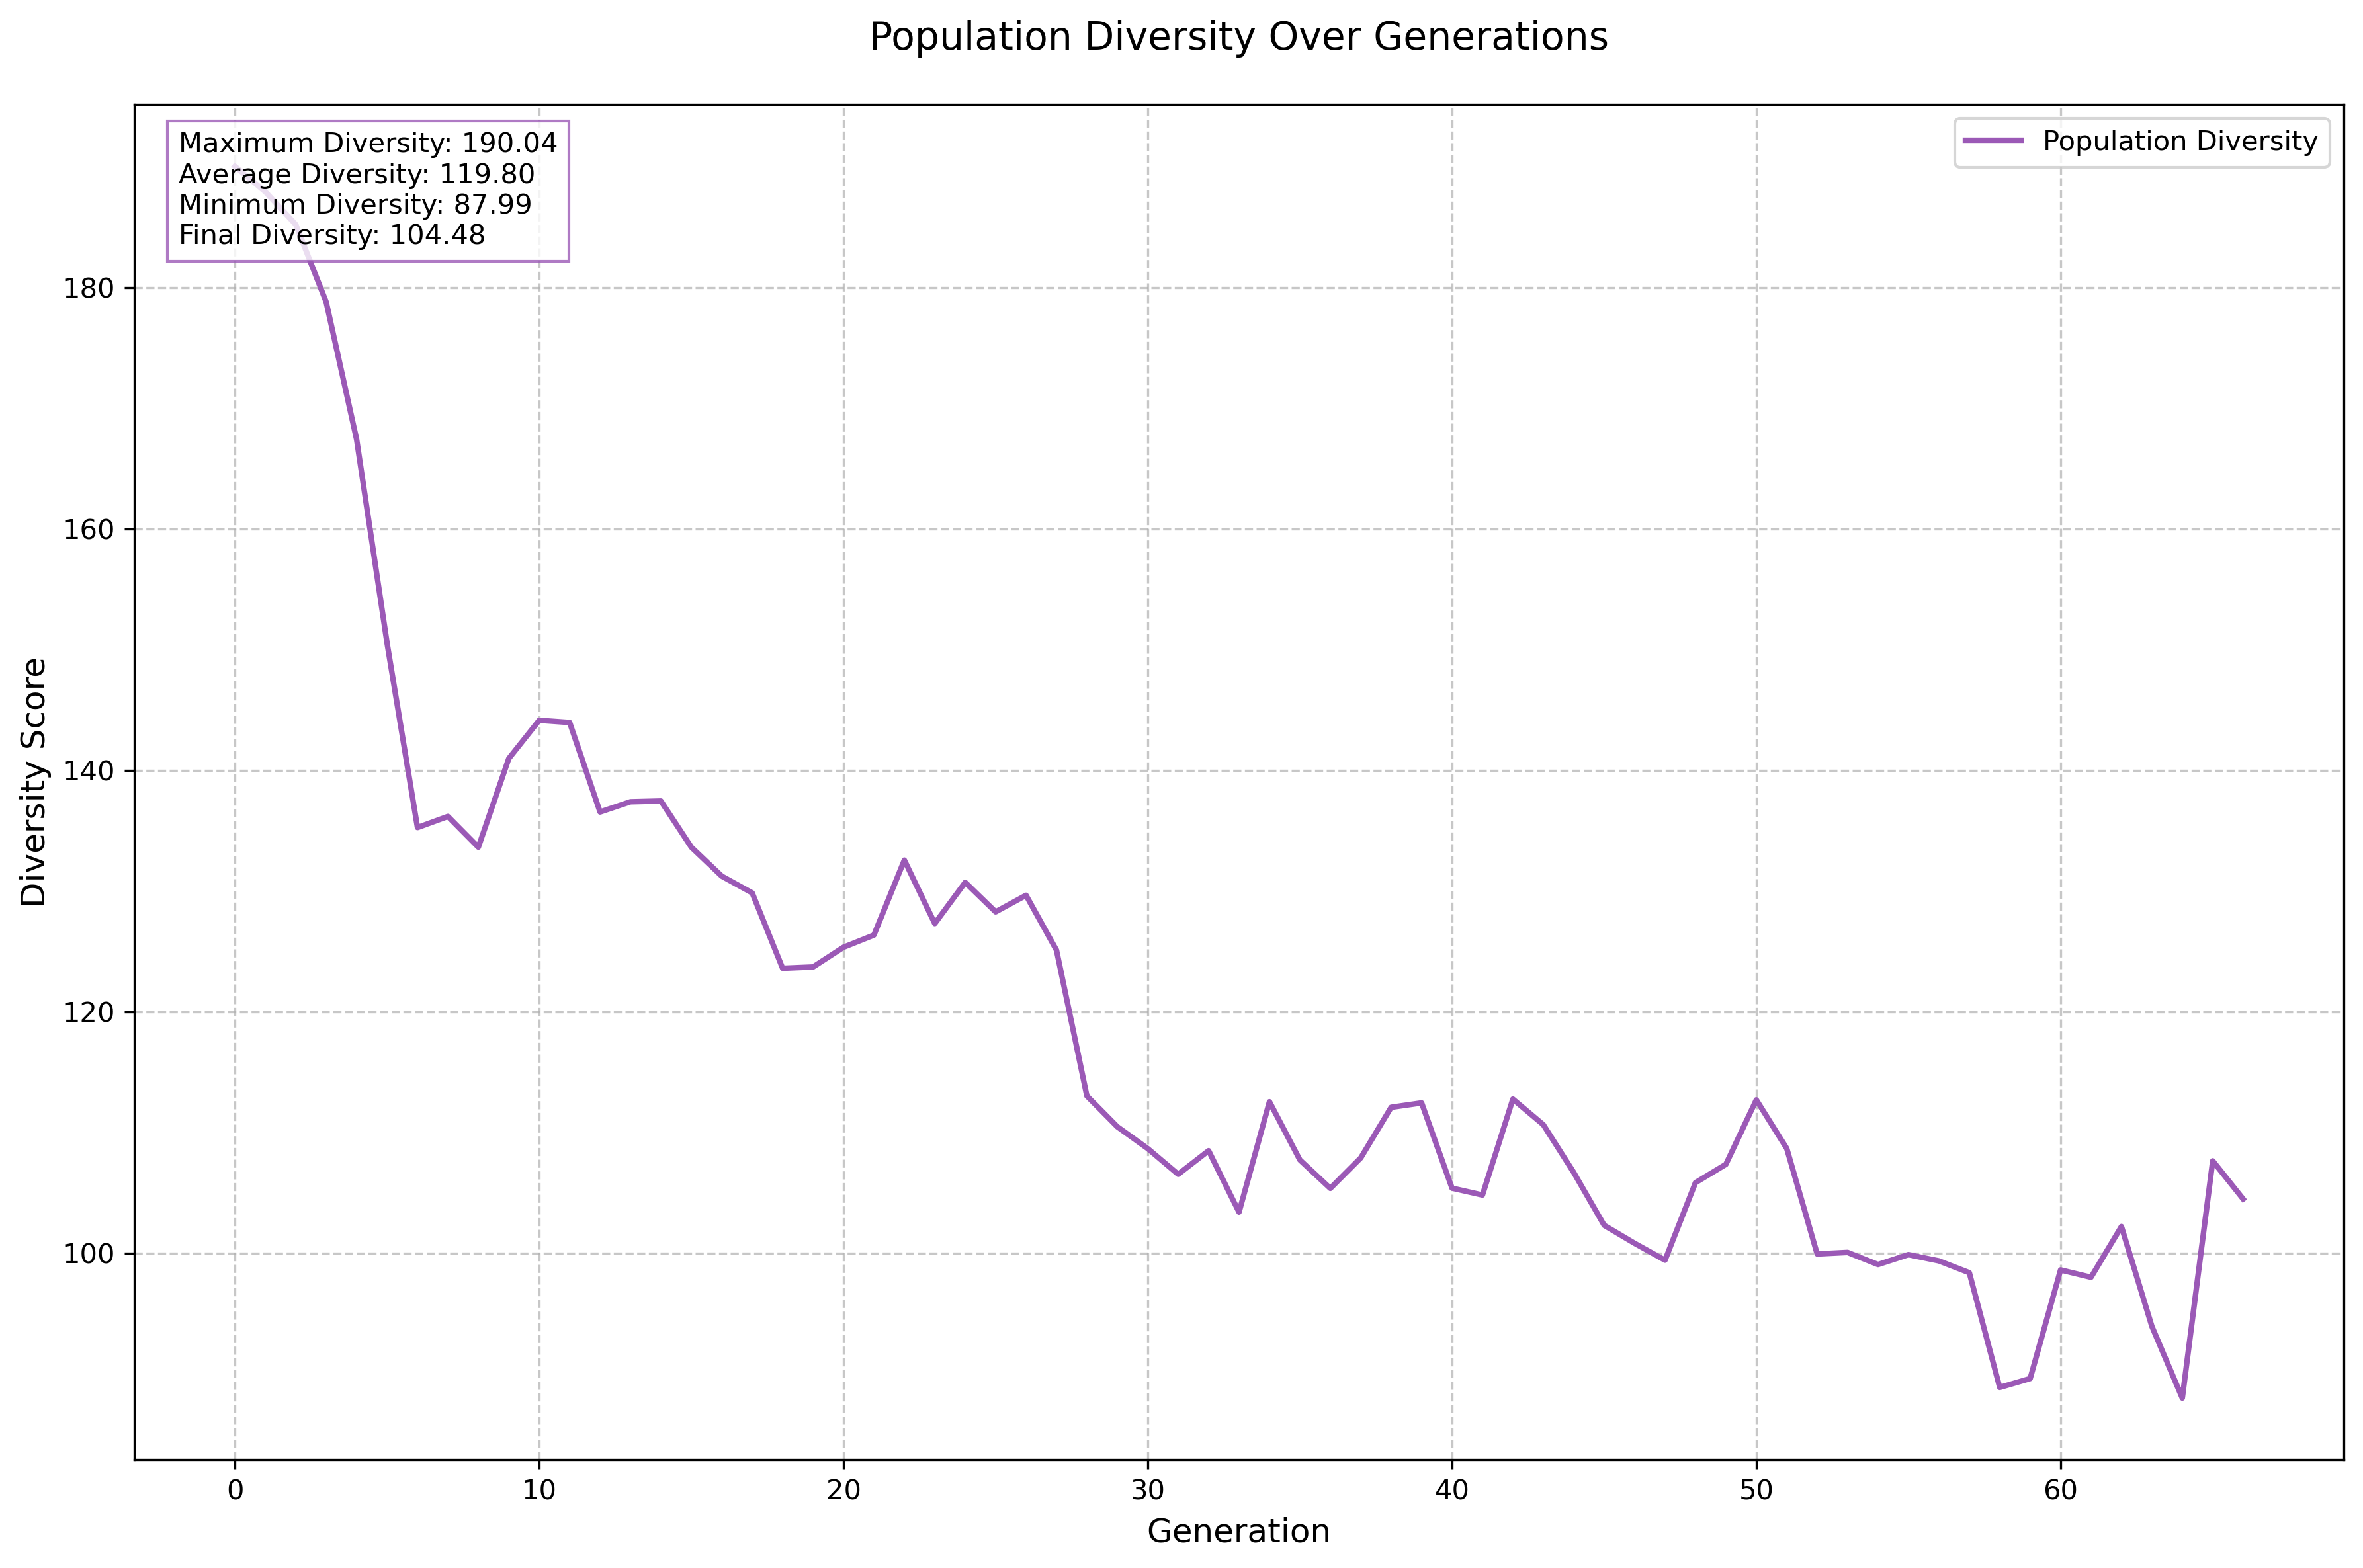 Population Diversity Over Generations
Maximum Diversity: 190.04
Average Diversity: 119.80
Minimum Diversity: 87.99
Final Diversity: 104.48
Population Diversity
Diversity Score
180
160
140
120
100
0 10 20 30 40 50 60
Generation